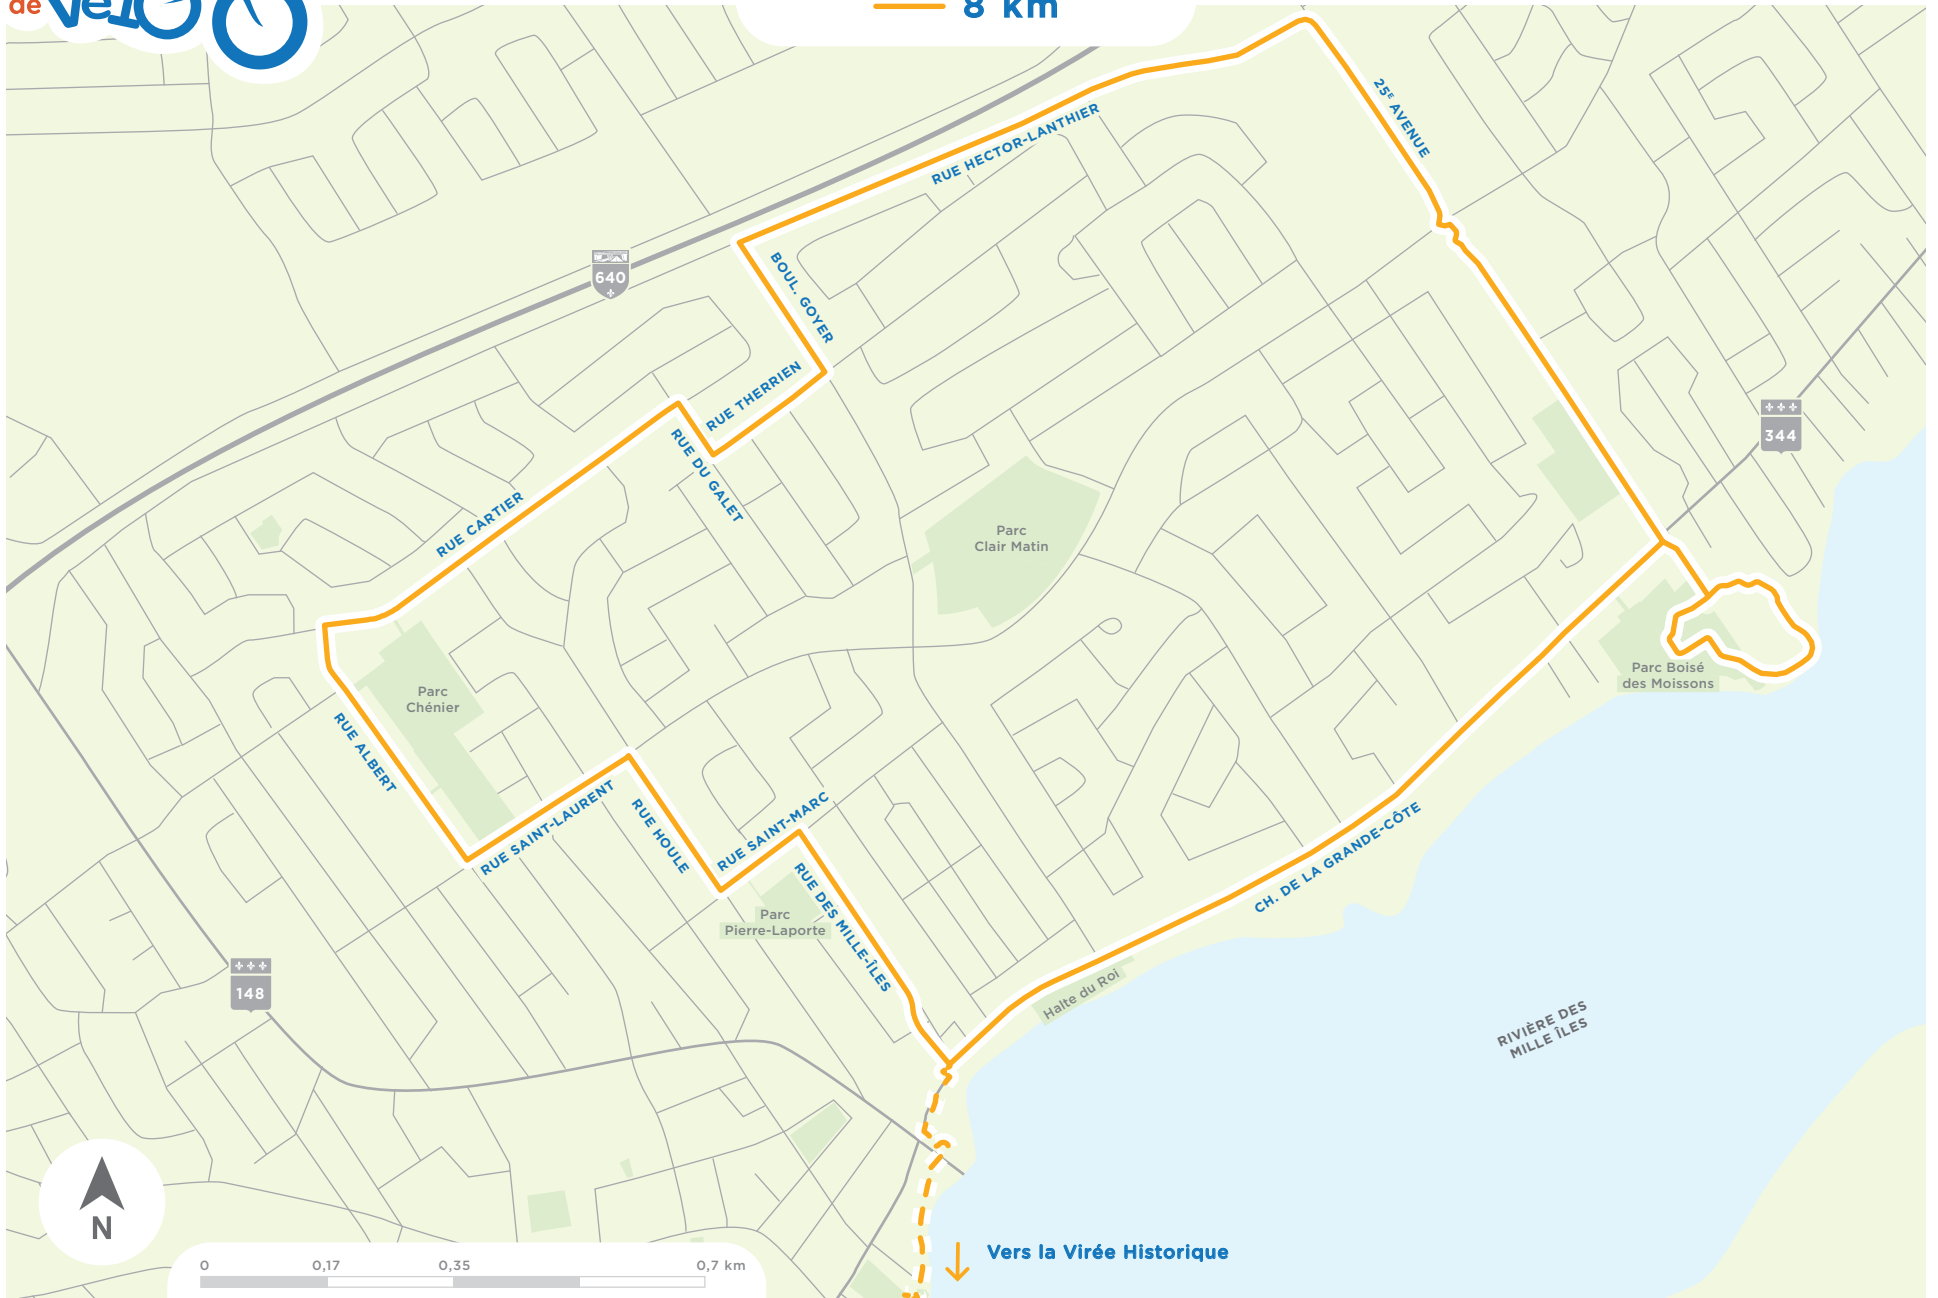 de vélo
8 km
25E AVENUE
RUE HECTOR-LANTHIER
BOUL. GOYER
640
RUE THERRIEN
RUE DU GALET
344
RUE CARTIER
Parc
Clair Matin
Parc Boisé
des Moissons
Parc
Chénier
RUE ALBERT
RUE SAINT-LAURENT
RUE HOULE
RUE SAINT-MARC
CH. DE LA GRANDE-CÔTE
RUE DES MILLE-ÎLES
Parc
Pierre-Laporte
148
Halte du Roi
RIVIÈRE DES
MILLE ÎLES
N
Vers la Virée Historique
0 0,17 0,35 0,7 km